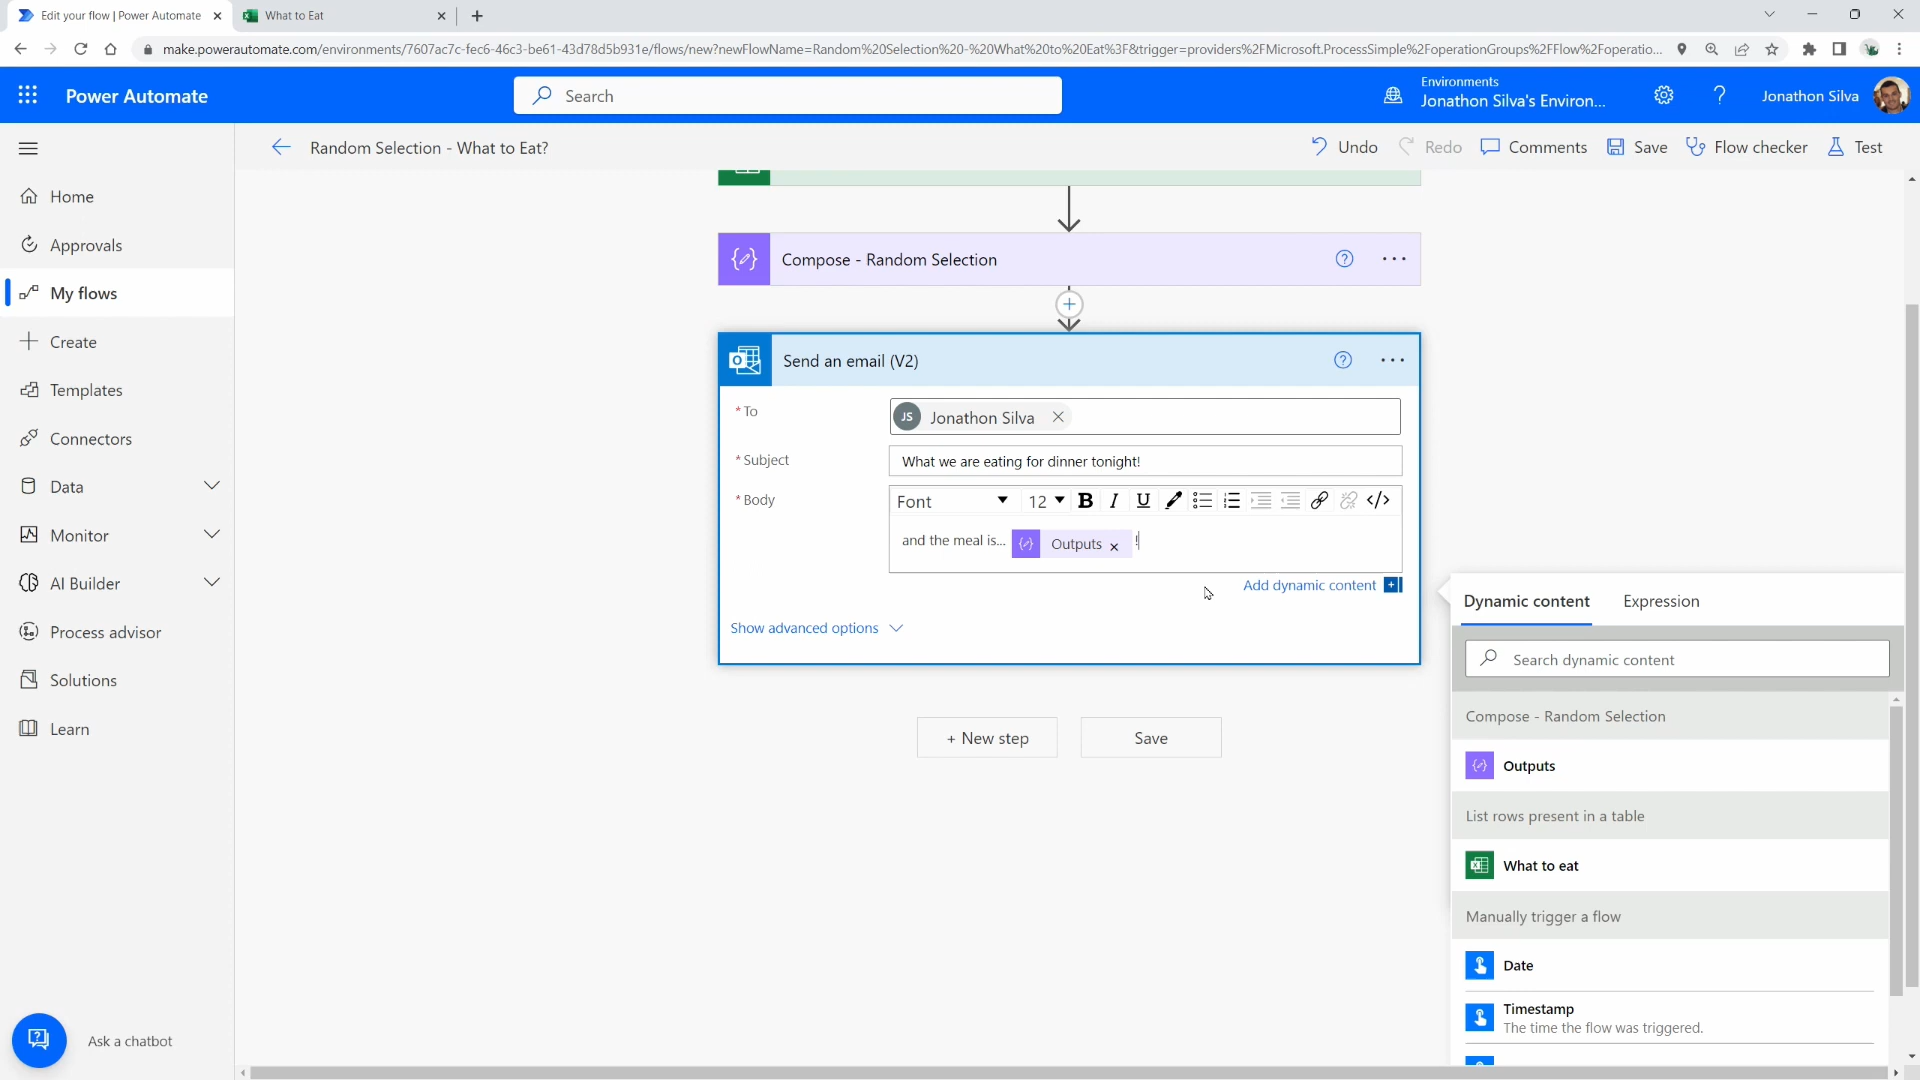 Edit your flow | Power Automate
What to Eat
make.powerautomate.com/environments/7607ac7c-fec6-46c3-be61-43d78d5b931e/flows/new?newFlowName=Random%20Selection%20-%20What%20to%20Eat%3F&trigger=providers%2FMicrosoft.ProcessSimple%2FoperationGroups%2FFlow%2Foperatio...
Power Automate
Search
Environments
Jonathon Silva's Environ...
Jonathon Silva
Random Selection - What to Eat?
Undo
Redo
Comments
Save
Flow checker
Test
Home
Approvals
My flows
Create
Templates
Connectors
Data
Monitor
AI Builder
Process advisor
Solutions
Learn
Ask a chatbot
Compose - Random Selection
Send an email (V2)
* To
JS Jonathon Silva
* Subject
What we are eating for dinner tonight!
* Body
Font
12
B I U
and the meal is... Outputs !
Add dynamic content
Show advanced options
+ New step
Save
Dynamic content
Expression
Search dynamic content
Compose - Random Selection
Outputs
List rows present in a table
What to eat
Manually trigger a flow
Date
Timestamp
The time the flow was triggered.